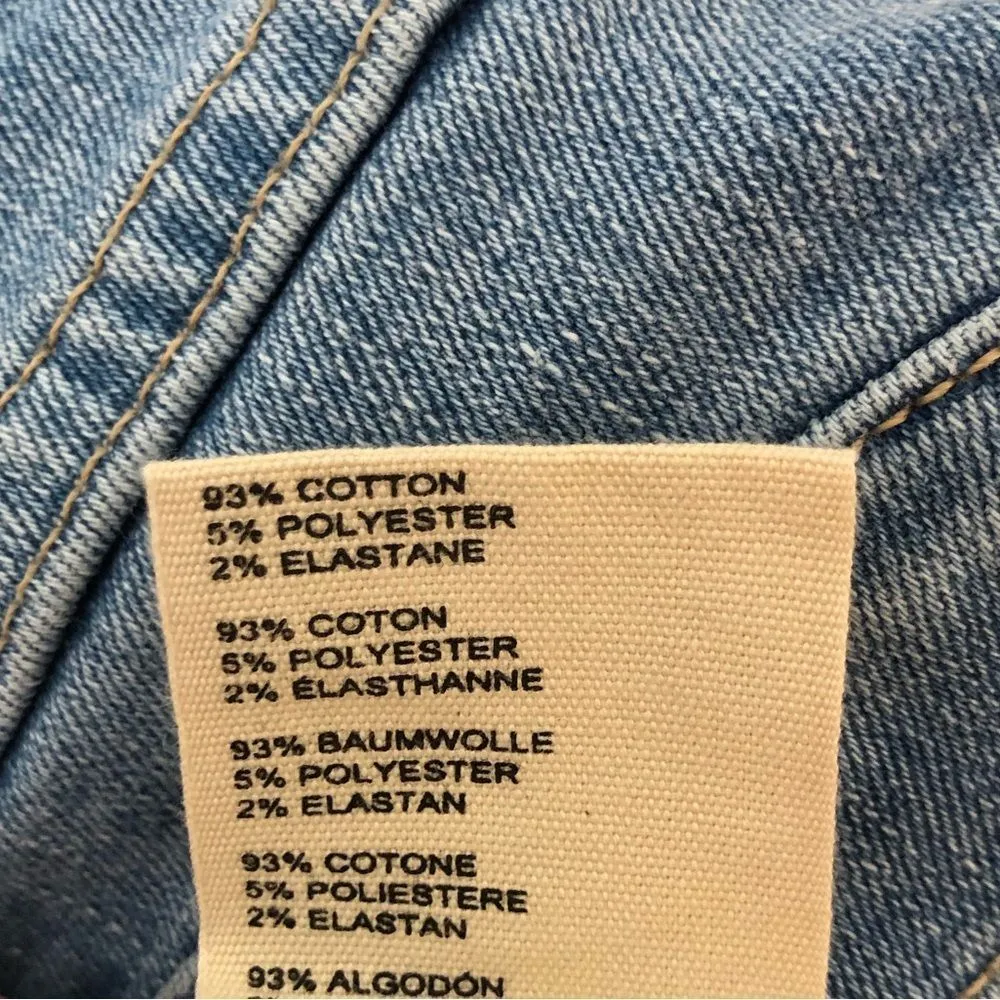 93% COTTON
5% POLYESTER
2% ELASTANE
93% COTON
5% POLYESTER
2% ÉLASTHANNE
93% BAUMWOLLE
5% POLYESTER
2% ELASTAN
93% COTONE
5% POLIESTERE
2% ELASTAN
93% ALGODÓN